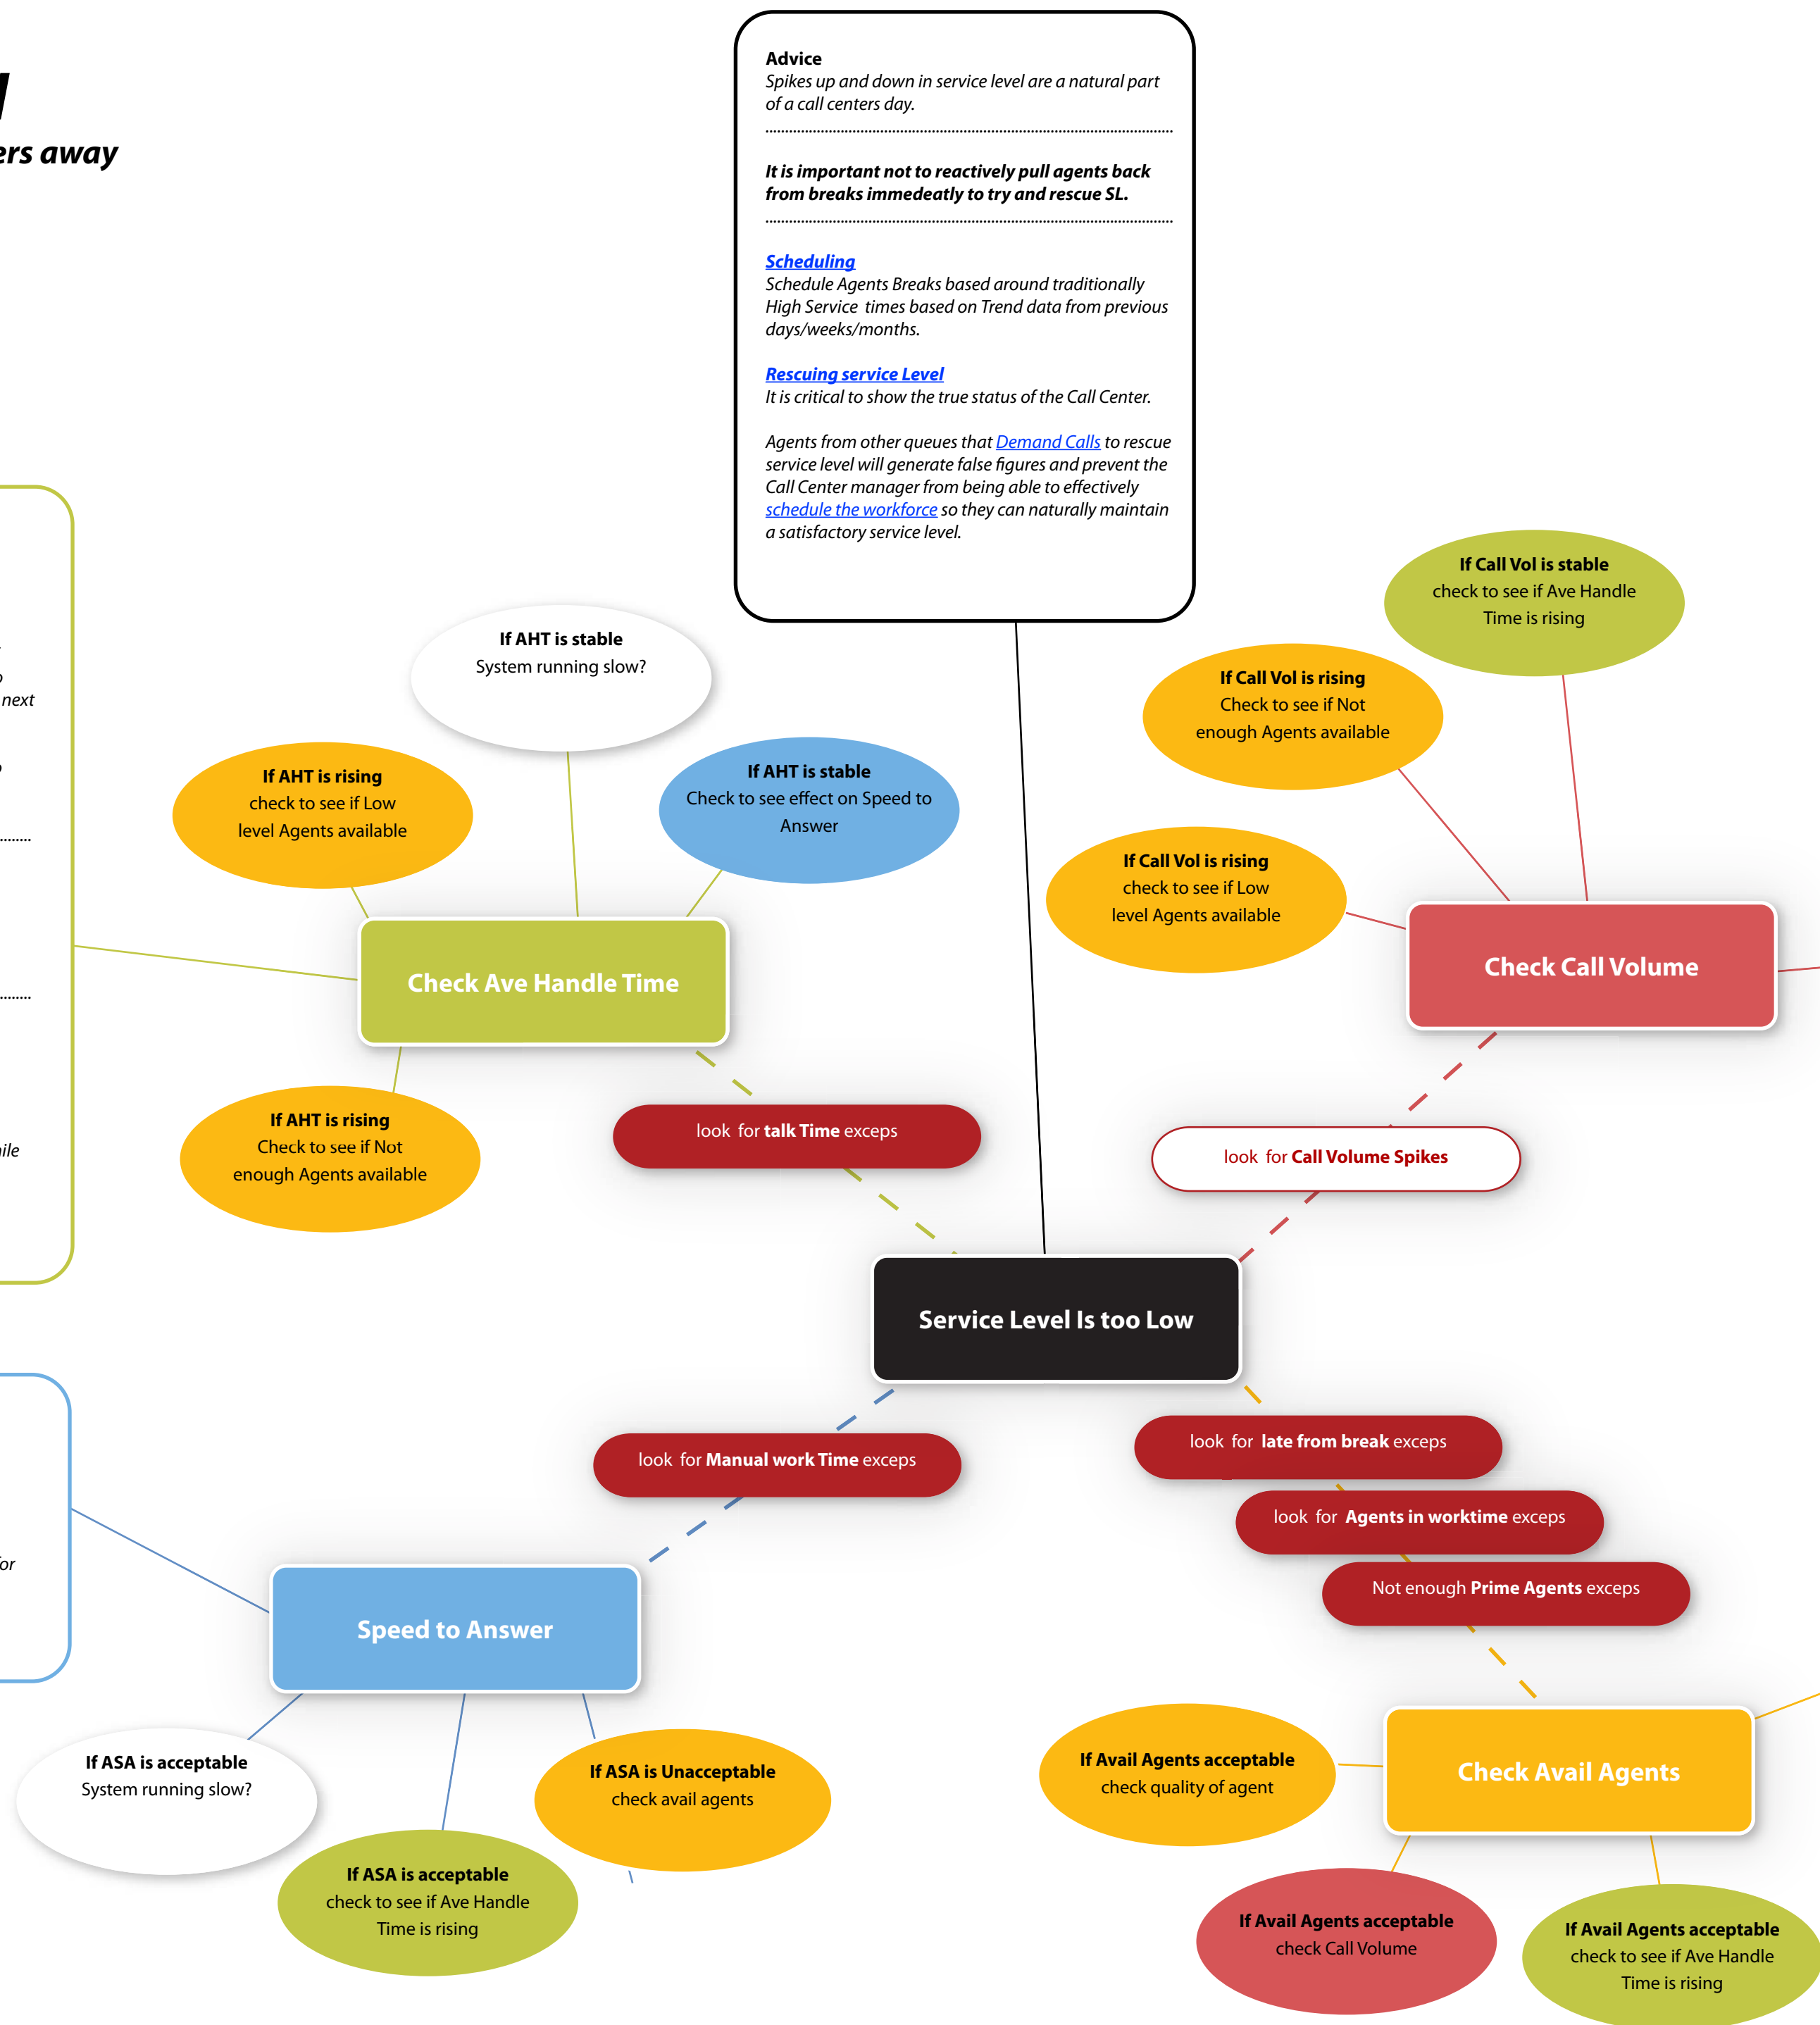 ers away
Advice
Spikes up and down in service level are a natural part
of a call centers day.
It is important not to reactively pull agents back
from breaks immedeatly to try and rescue SL.
Scheduling
Schedule Agents Breaks based around traditionally
High Service times based on Trend data from previous
days/weeks/months.
Rescuing service Level
It is critical to show the true status of the Call Center.
Agents from other queues that Demand Calls to rescue
service level will generate false figures and prevent the
Call Center manager from being able to effectively
schedule the workforce so they can naturally maintain
a satisfactory service level.
next
If AHT is stable
System running slow?
If AHT is rising
check to see if Low
level Agents available
If AHT is stable
Check to see effect on Speed to
Answer
Check Ave Handle Time
If AHT is rising
Check to see if Not
enough Agents available
look for talk Time exceps
If Call Vol is stable
check to see if Ave Handle
Time is rising
If Call Vol is rising
Check to see if Not
enough Agents available
If Call Vol is rising
check to see if Low
level Agents available
Check Call Volume
look for Call Volume Spikes
Service Level Is too Low
look for Manual work Time exceps
look for late from break exceps
look for Agents in worktime exceps
Not enough Prime Agents exceps
for
Speed to Answer
If ASA is acceptable
System running slow?
If ASA is acceptable
check to see if Ave Handle
Time is rising
If ASA is Unacceptable
check avail agents
Check Avail Agents
If Avail Agents acceptable
check quality of agent
If Avail Agents acceptable
check Call Volume
If Avail Agents acceptable
check to see if Ave Handle
Time is rising